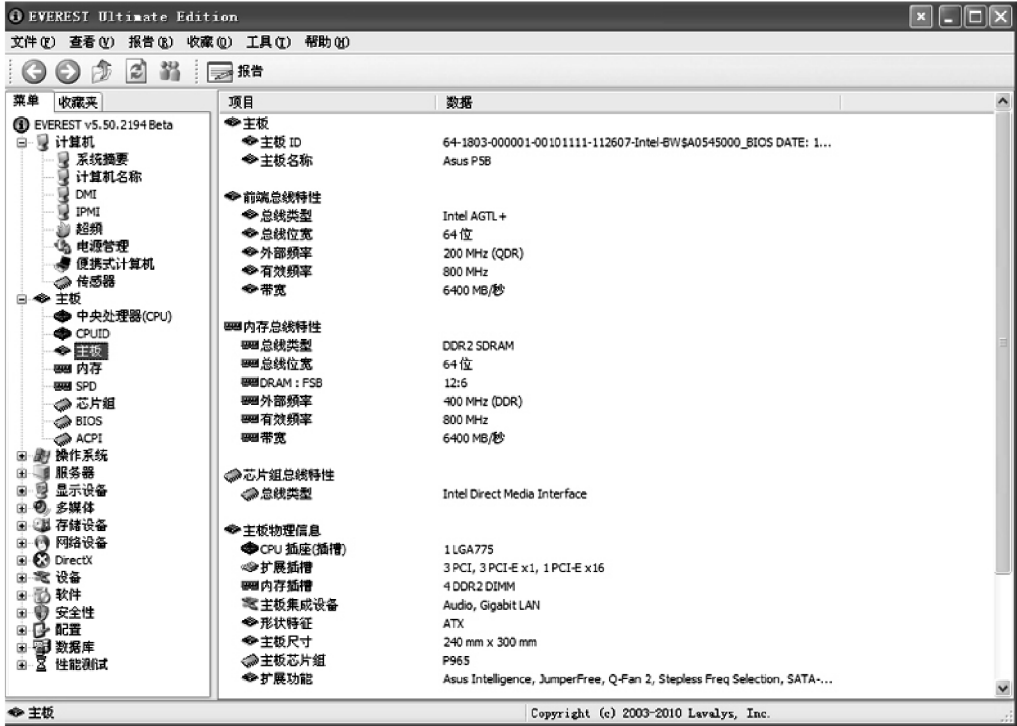 EVEREST Ultimate Edition
文件(F) 查看(V) 报告(R) 收藏(O) 工具(T) 帮助(H)
报告
菜单 收藏夹
EVEREST v5.50.2194 Beta
计算机
系统摘要
计算机名称
DMI
IPMI
超频
电源管理
便携式计算机
传感器
主板
中央处理器(CPU)
CPUID
主板
内存
SPD
芯片组
BIOS
ACPI
操作系统
服务器
显示设备
多媒体
存储设备
网络设备
DirectX
设备
软件
安全性
配置
数据库
性能测试
项目 数据
主板
主板 ID 64-1803-000001-00101111-112607-Intel-BW$A0545000_BIOS DATE: 1...
主板名称 Asus P5B
前端总线特性
总线类型 Intel AGTL+
总线位宽 64 位
外部频率 200 MHz (QDR)
有效频率 800 MHz
带宽 6400 MB/秒
内存总线特性
总线类型 DDR2 SDRAM
总线位宽 64 位
DRAM : FSB 12:6
外部频率 400 MHz (DDR)
有效频率 800 MHz
带宽 6400 MB/秒
芯片组总线特性
总线类型 Intel Direct Media Interface
主板物理信息
CPU 插座(插槽) 1 LGA775
扩展插槽 3 PCI, 3 PCI-E x1, 1 PCI-E x16
内存插槽 4 DDR2 DIMM
主板集成设备 Audio, Gigabit LAN
形状特征 ATX
主板尺寸 240 mm x 300 mm
主板芯片组 P965
扩展功能 Asus Intelligence, JumperFree, Q-Fan 2, Stepless Freq Selection, SATA-...
主板 Copyright (c) 2003-2010 Lavalys, Inc.